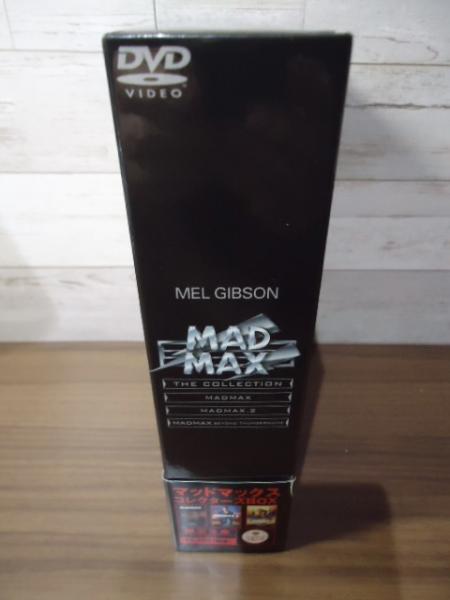 DVD
VIDEO
MEL GIBSON
MAD
MAX
THE COLLECTION
MADMAX
MADMAX.2
MADMAX.BEYOND THUNDERDOME
マッドマックス
コレクターズBOX